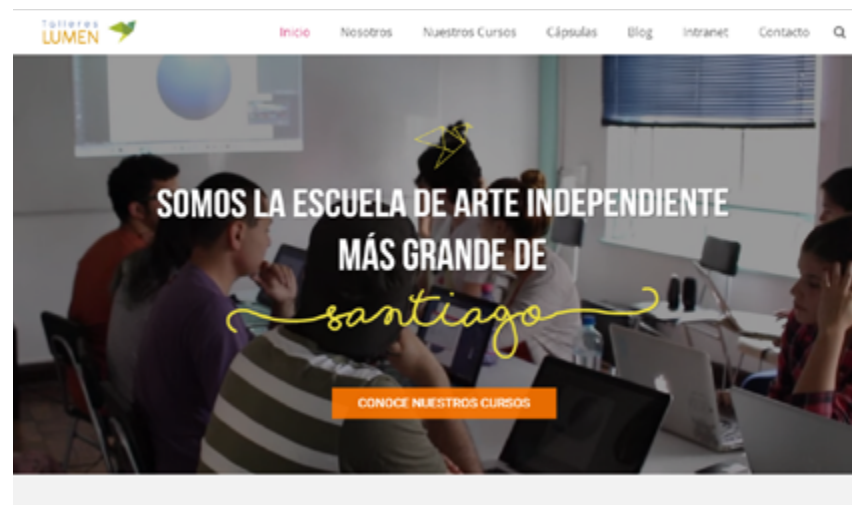 Talleres
LUMEN
Inicio Nosotros Nuestros Cursos Cápsulas Blog Intranet Contacto
SOMOS LA ESCUELA DE ARTE INDEPENDIENTE
MÁS GRANDE DE
santiago
CONOCE NUESTROS CURSOS